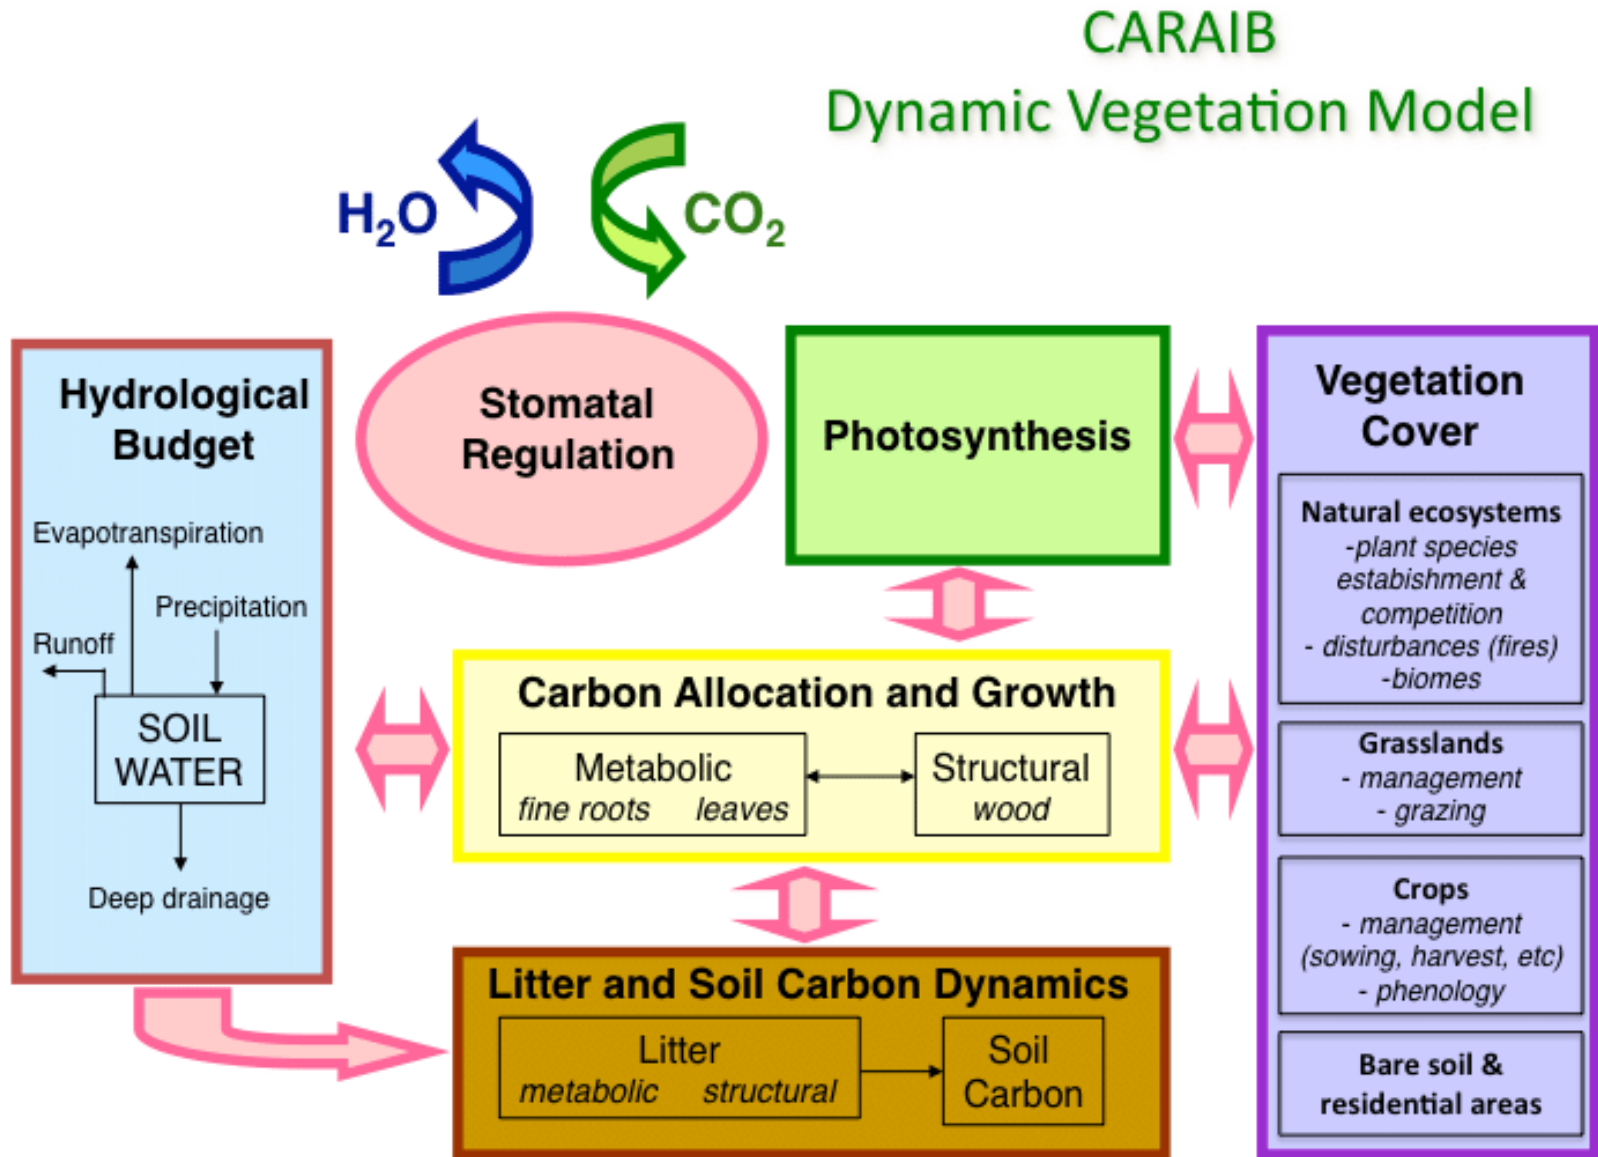 CARAIB
Dynamic Vegetation Model
H₂O
CO₂
Hydrological
Budget
Evapotranspiration
Precipitation
Runoff
SOIL
WATER
Deep drainage
Stomatal
Regulation
Photosynthesis
Carbon Allocation and Growth
Metabolic
fine roots leaves
Structural
wood
Litter and Soil Carbon Dynamics
Litter
metabolic structural
Soil
Carbon
Vegetation
Cover
Natural ecosystems
-plant species
estabishment &
competition
- disturbances (fires)
-biomes
Grasslands
- management
- grazing
Crops
- management
(sowing, harvest, etc)
- phenology
Bare soil &
residential areas